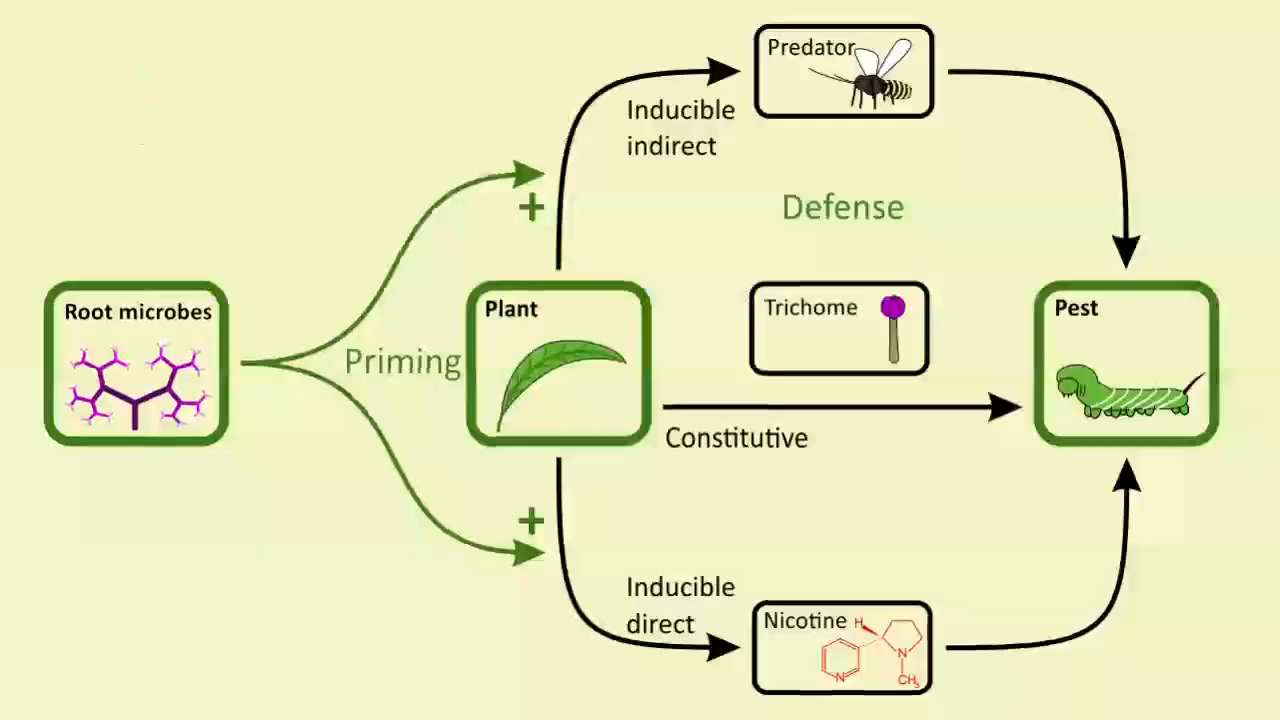 Predator
Inducible
indirect
+
Defense
Root microbes
Priming
Plant
Trichome
Pest
Constitutive
+
Inducible
direct
Nicotine
H
N
N
CH3